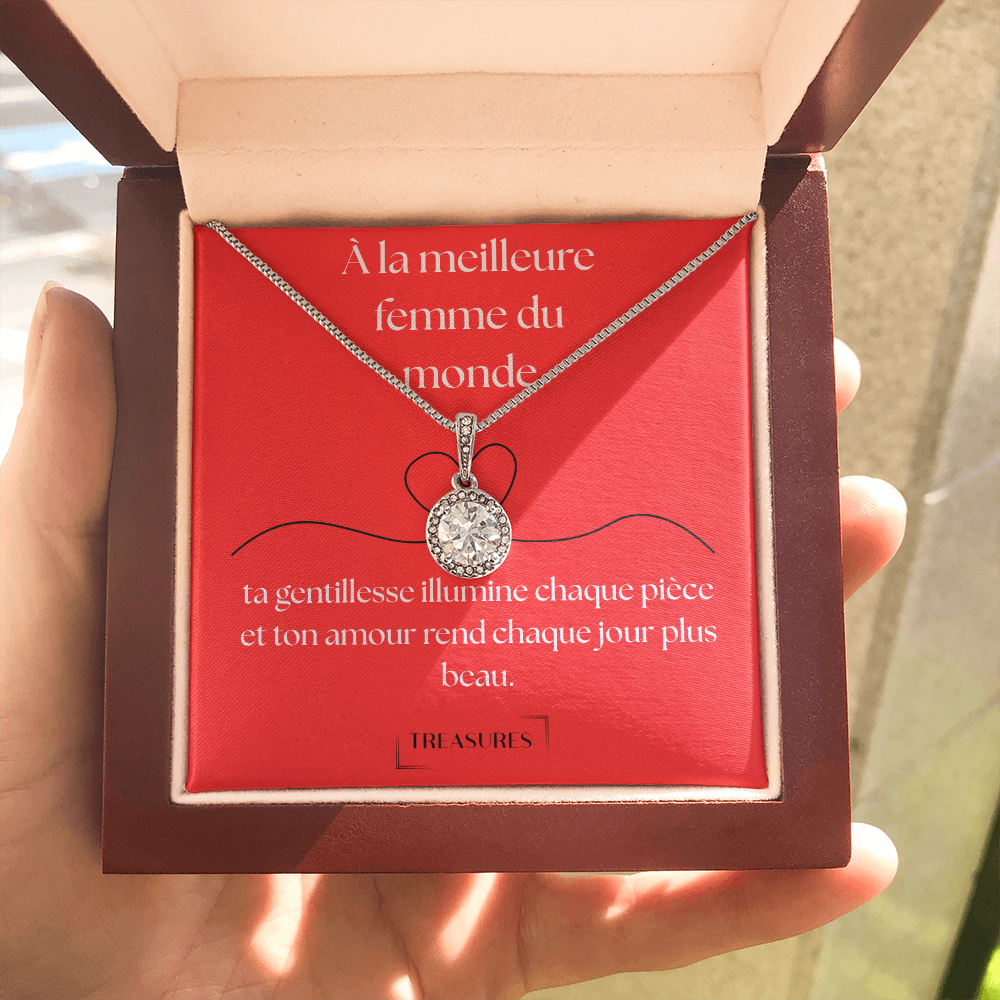 À la meilleure
femme du
monde
ta gentillesse illumine chaque pièce
et ton amour rend chaque jour plus
beau.
TREASURES